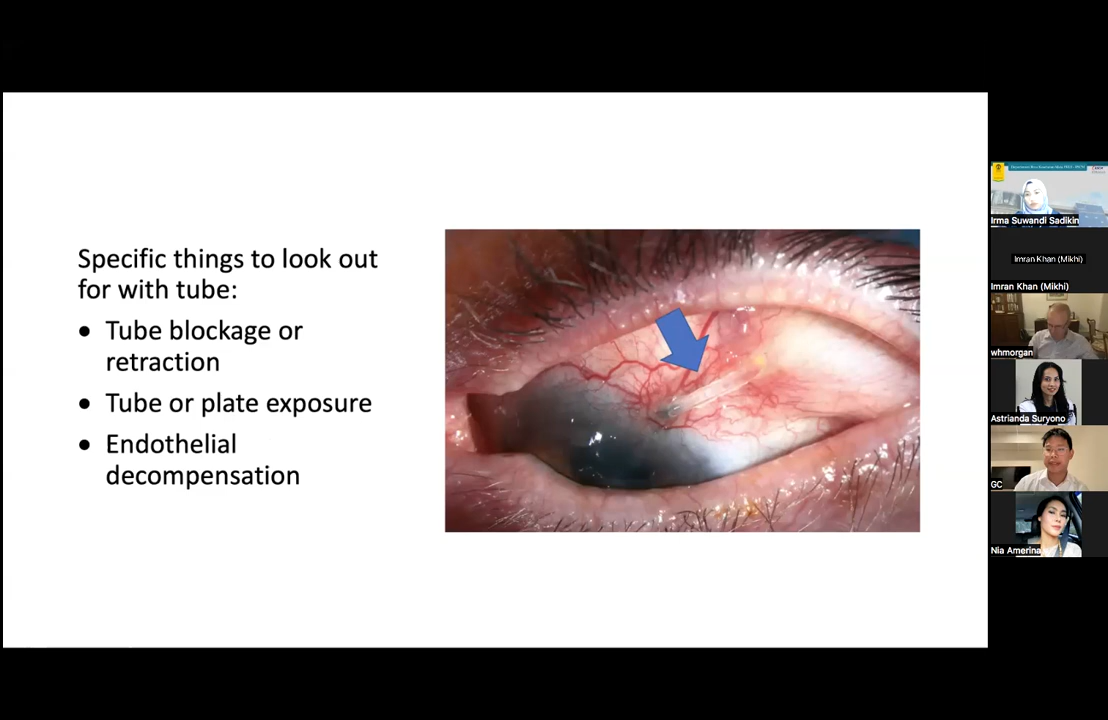 Specific things to look out
for with tube:
• Tube blockage or
retraction
• Tube or plate exposure
• Endothelial
decompensation
Irma Suwandi Sadikin
Imran Khan (Mikhi)
Imran Khan (Mikhi)
whmorgan
Astrianda Suryono
GC
Nia Amerina